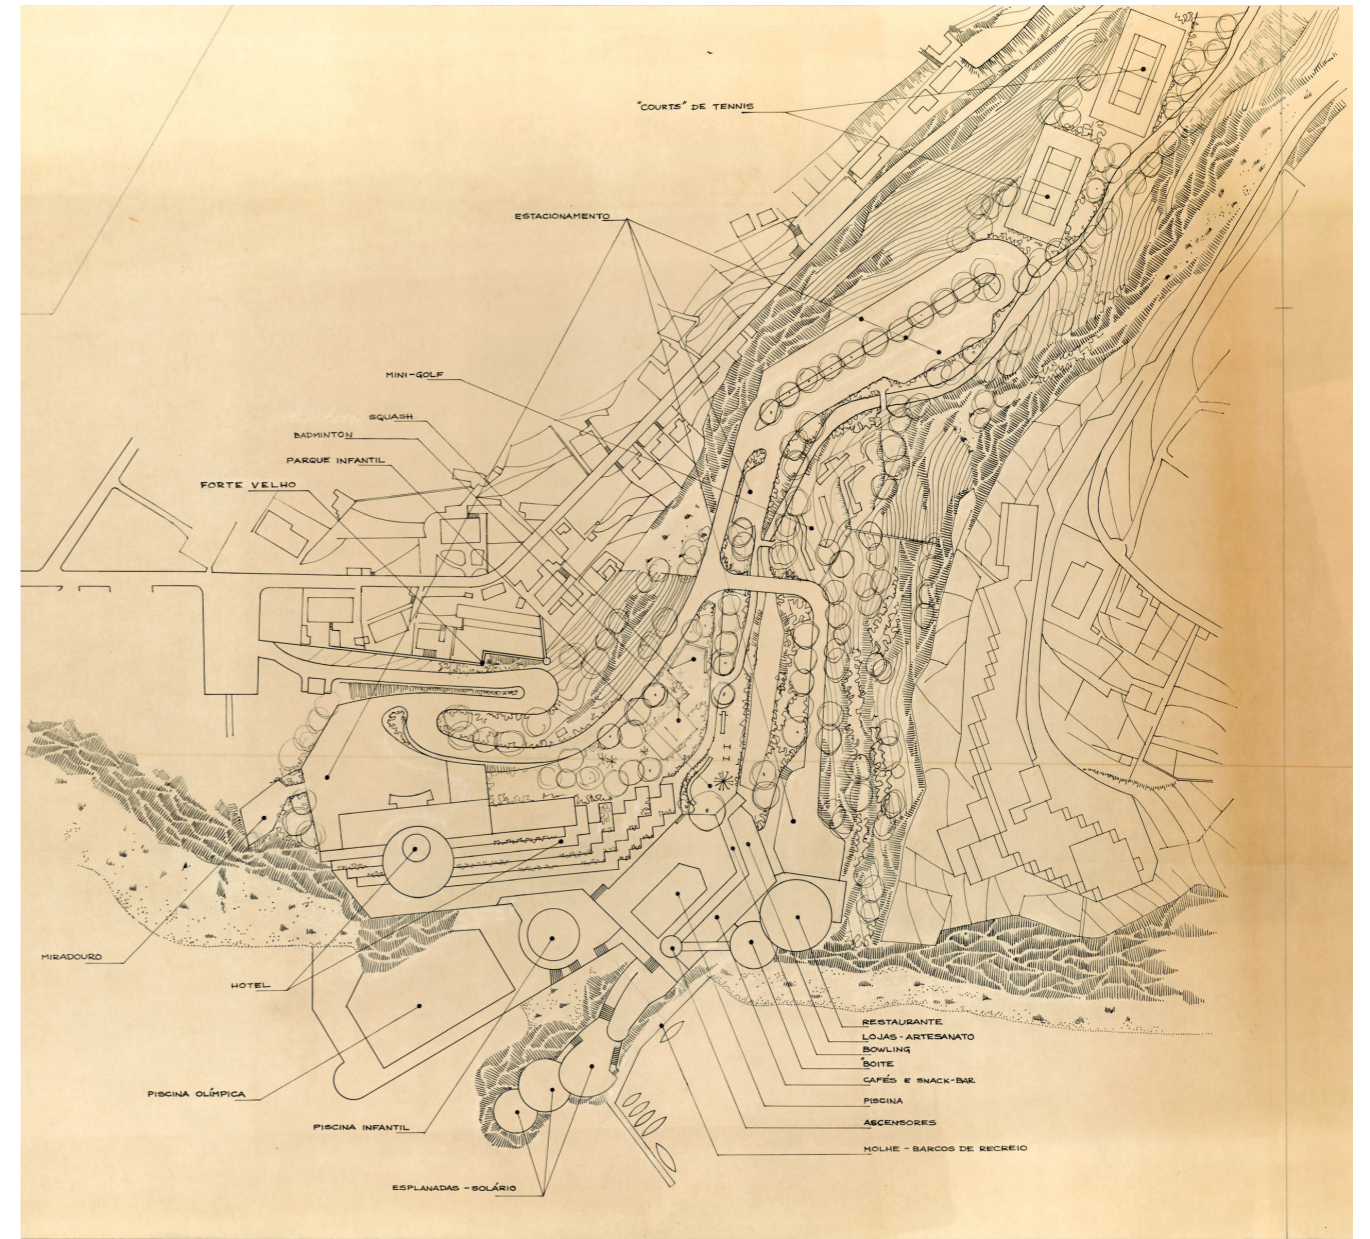 "COURTS" DE TENNIS
ESTACIONAMENTO
MINI-GOLF
SQUASH
BADMINTON
PARQUE INFANTIL
FORTE VELHO
MIRADOURO
HOTEL
PISCINA OLÍMPICA
PISCINA INFANTIL
ESPLANADAS - SOLÁRIO
RESTAURANTE
LOJAS - ARTESANATO
BOWLING
"BOITE
CAFÉS E SNACK-BAR
PISCINA
ASCENSORES
MOLHE - BARCOS DE RECREIO